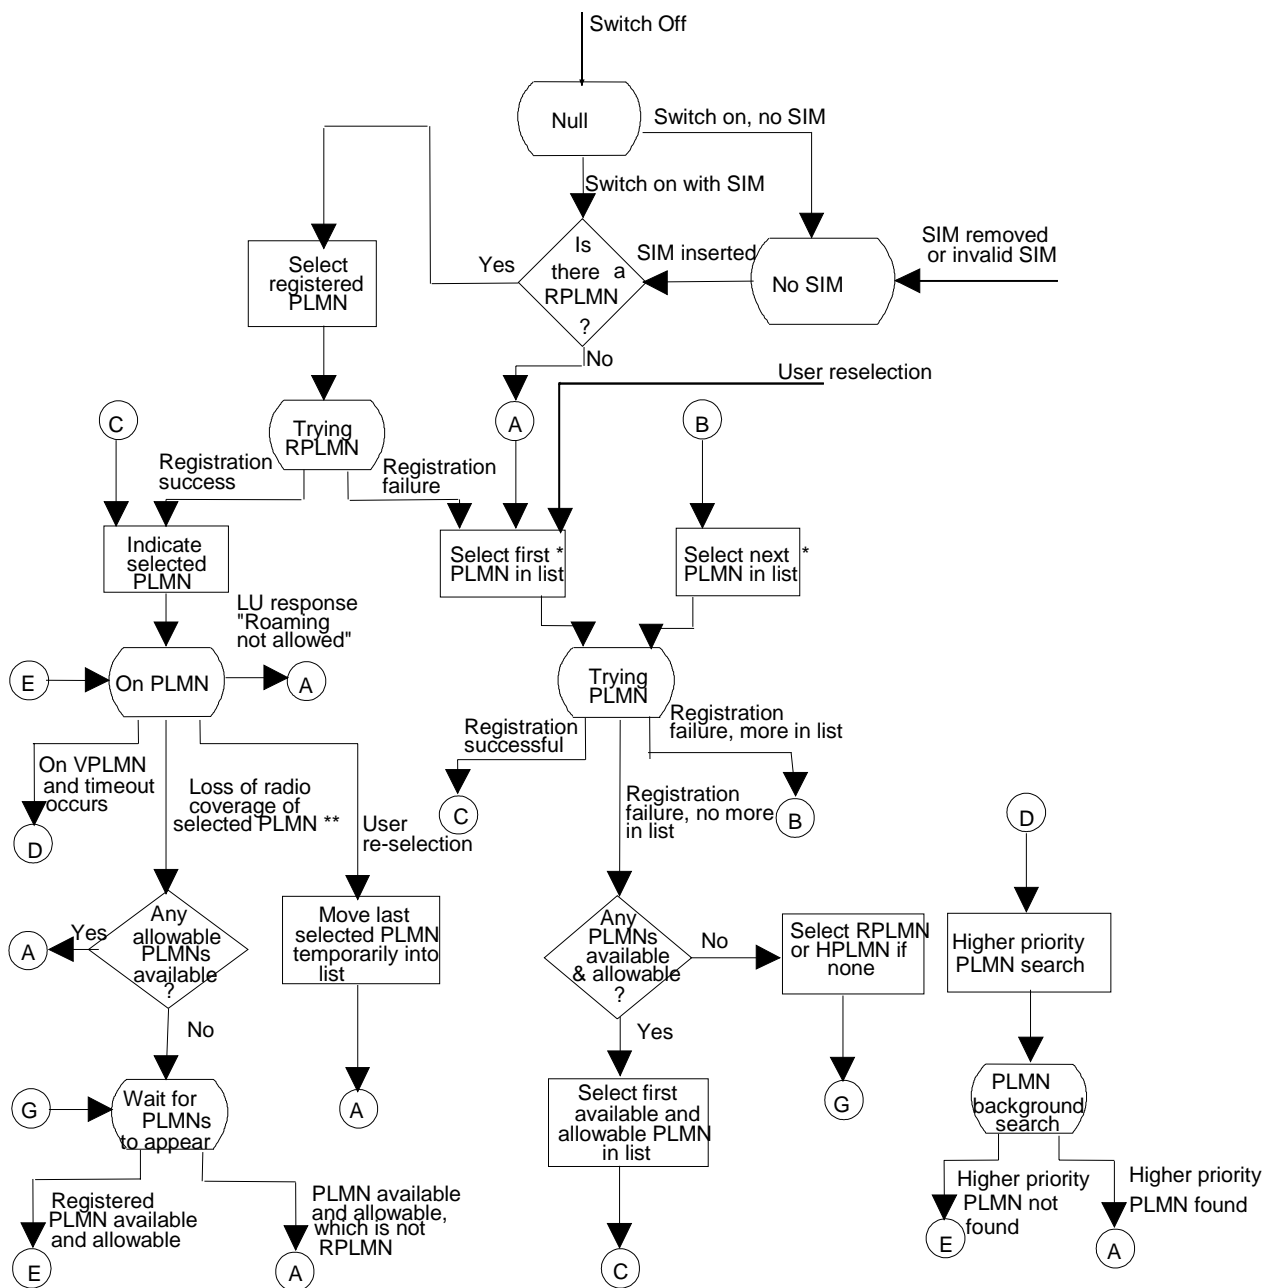 Switch Off
Null
Switch on, no SIM
Switch on with SIM
Is
there a
RPLMN
?
Yes
SIM inserted
No SIM
SIM removed
or invalid SIM
Select
registered
PLMN
No
User reselection
C
Trying
RPLMN
A
B
Registration
success
Registration
failure
Indicate
selected
PLMN
Select first *
PLMN in list
Select next *
PLMN in list
LU response
"Roaming
not allowed"
E
On PLMN
A
Trying
PLMN
Registration
successful
Registration
failure, more in list
On VPLMN
and timeout
occurs
Loss of radio
coverage of
selected PLMN **
User
re-selection
Registration
failure, no more
in list
D
C
B
D
A
Yes
Any
allowable
PLMNs
available
?
Move last
selected PLMN
temporarily into
list
Any
PLMNs
available
& allowable
?
No
Select RPLMN
or HPLMN if
none
Higher priority
PLMN search
No
Yes
G
Wait for
PLMNs
to appear
A
Select first
available and
allowable PLMN
in list
G
PLMN
background
search
Registered
PLMN available
and allowable
PLMN available
and allowable,
which is not
RPLMN
Higher priority
PLMN not
found
Higher priority
PLMN found
E
A
C
E
A